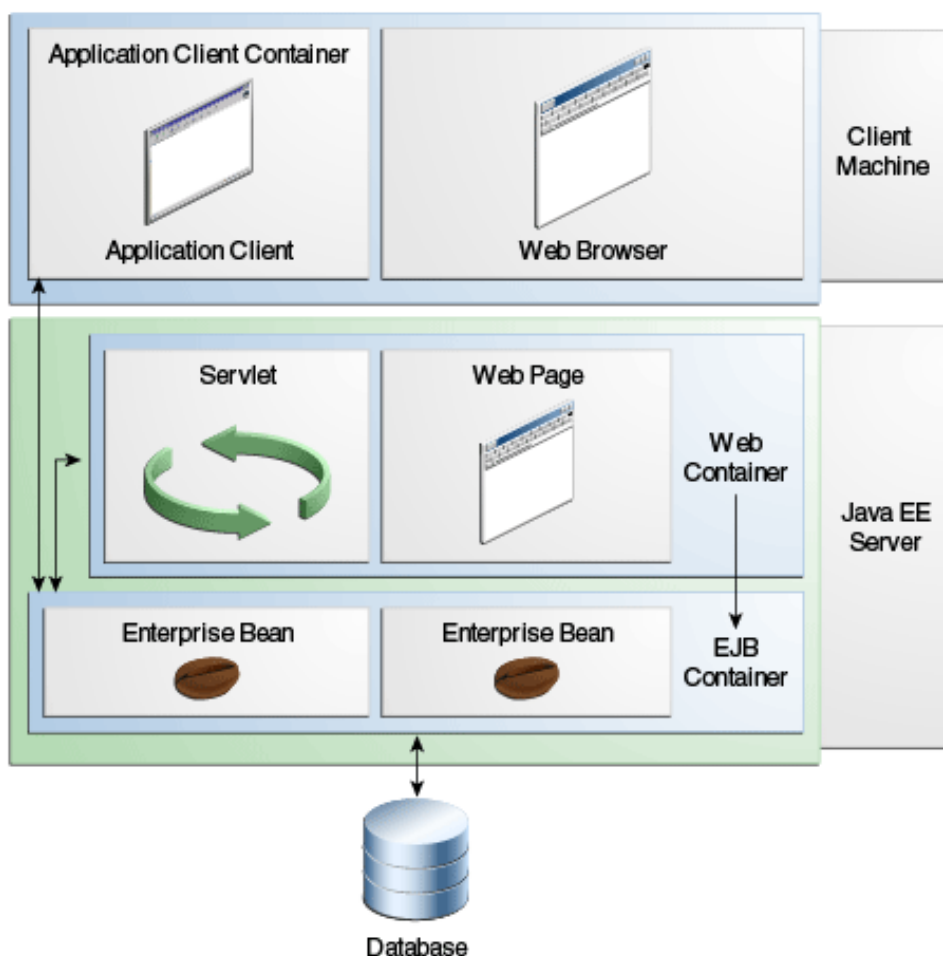 Application Client Container
Application Client
Web Browser
Client
Machine
Servlet
Web Page
Web
Container
Java EE
Server
Enterprise Bean
Enterprise Bean
EJB
Container
Database